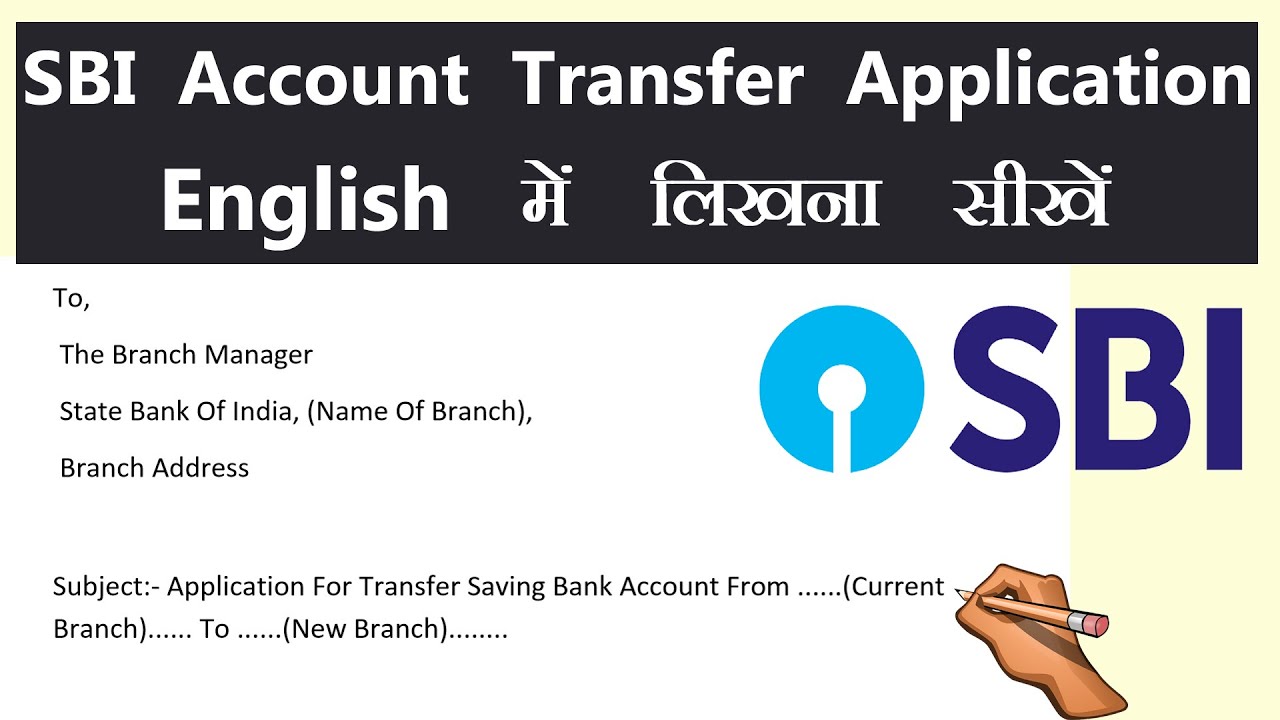 SBI Account Transfer Application
English में लिखना सीखें
To,
The Branch Manager
State Bank Of India, (Name Of Branch),
Branch Address
SBI
Subject:- Application For Transfer Saving Bank Account From ......(Current
Branch)...... To ......(New Branch)........